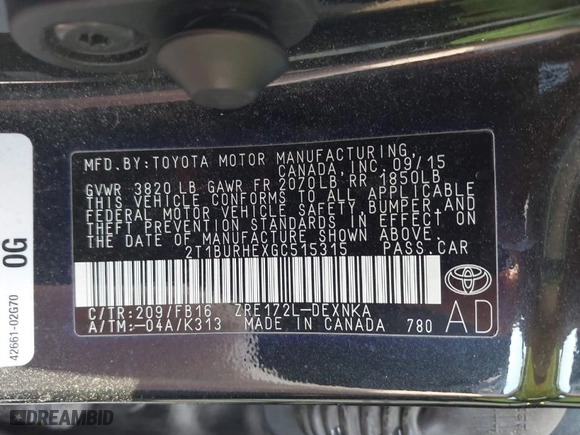 MFD.BY:TOYOTA MOTOR MANUFACTURING,
CANADA, INC. 09/15
GVWR 3820 LB GAWR FR 2070LB RR 1850LB
THIS VEHICLE CONFORMS TO ALL APPLICABLE
FEDERAL MOTOR VEHICLE SAFETY, BUMPER AND
THEFT PREVENTION STANDARDS IN EFFECT ON
THE DATE OF MANUFACTURE SHOWN ABOVE.
2T1BURHEXGC515315 PASS.CAR
C/TR:209/FB16 ZRE172L-DEXNKA
A/TM:-04A/K313 MADE IN CANADA 780
AD
0G
42661-02G70
DREAMBID